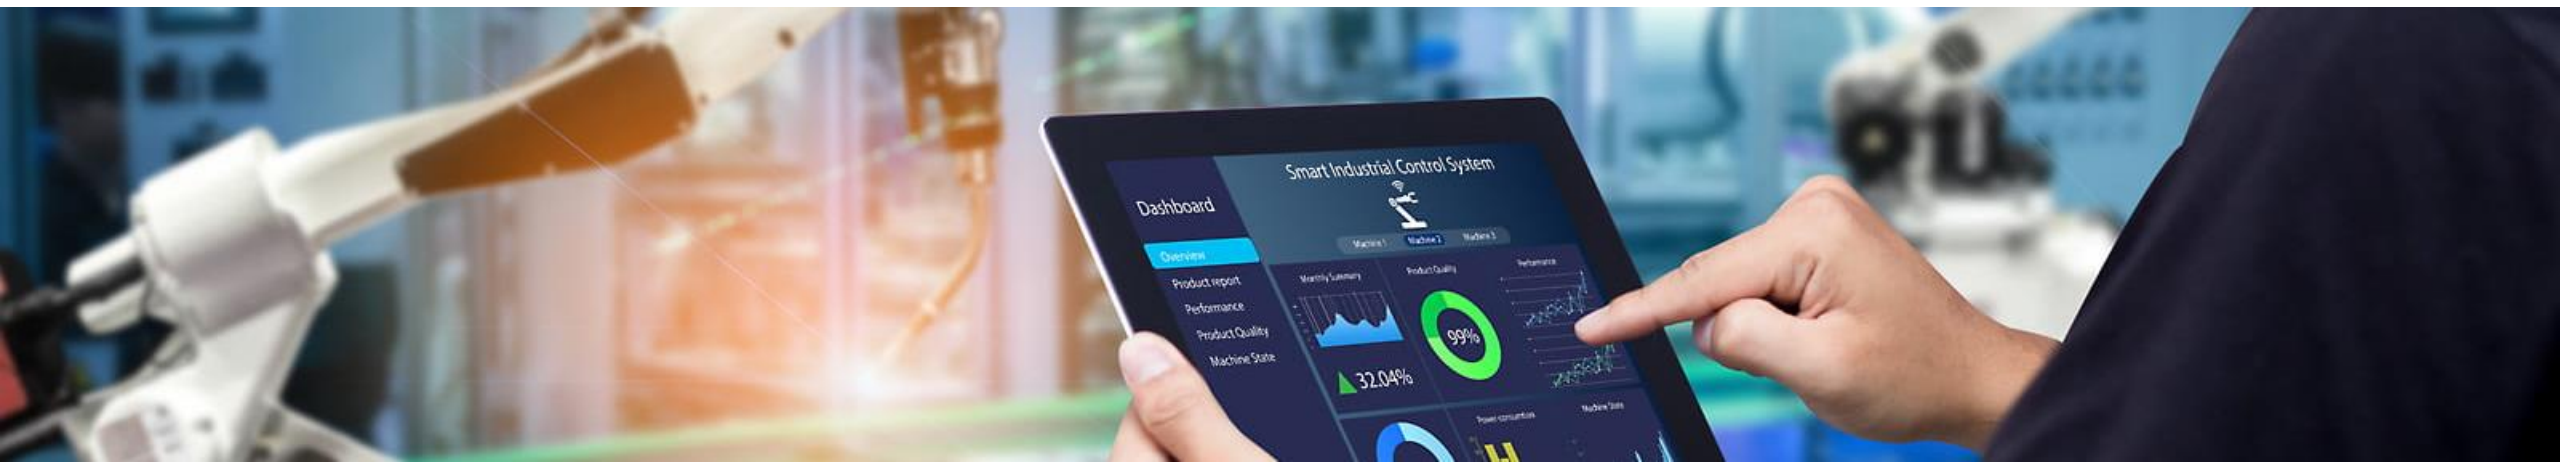 Smart Industrial Control System
Dashboard
Machine 1
Machine 2
Machine 3
Overview
Product report
Performance
Product Quality
Machine State
Monthly Summary
Product Quality
Performance
99%
32.04%
Power consumption
Machine State